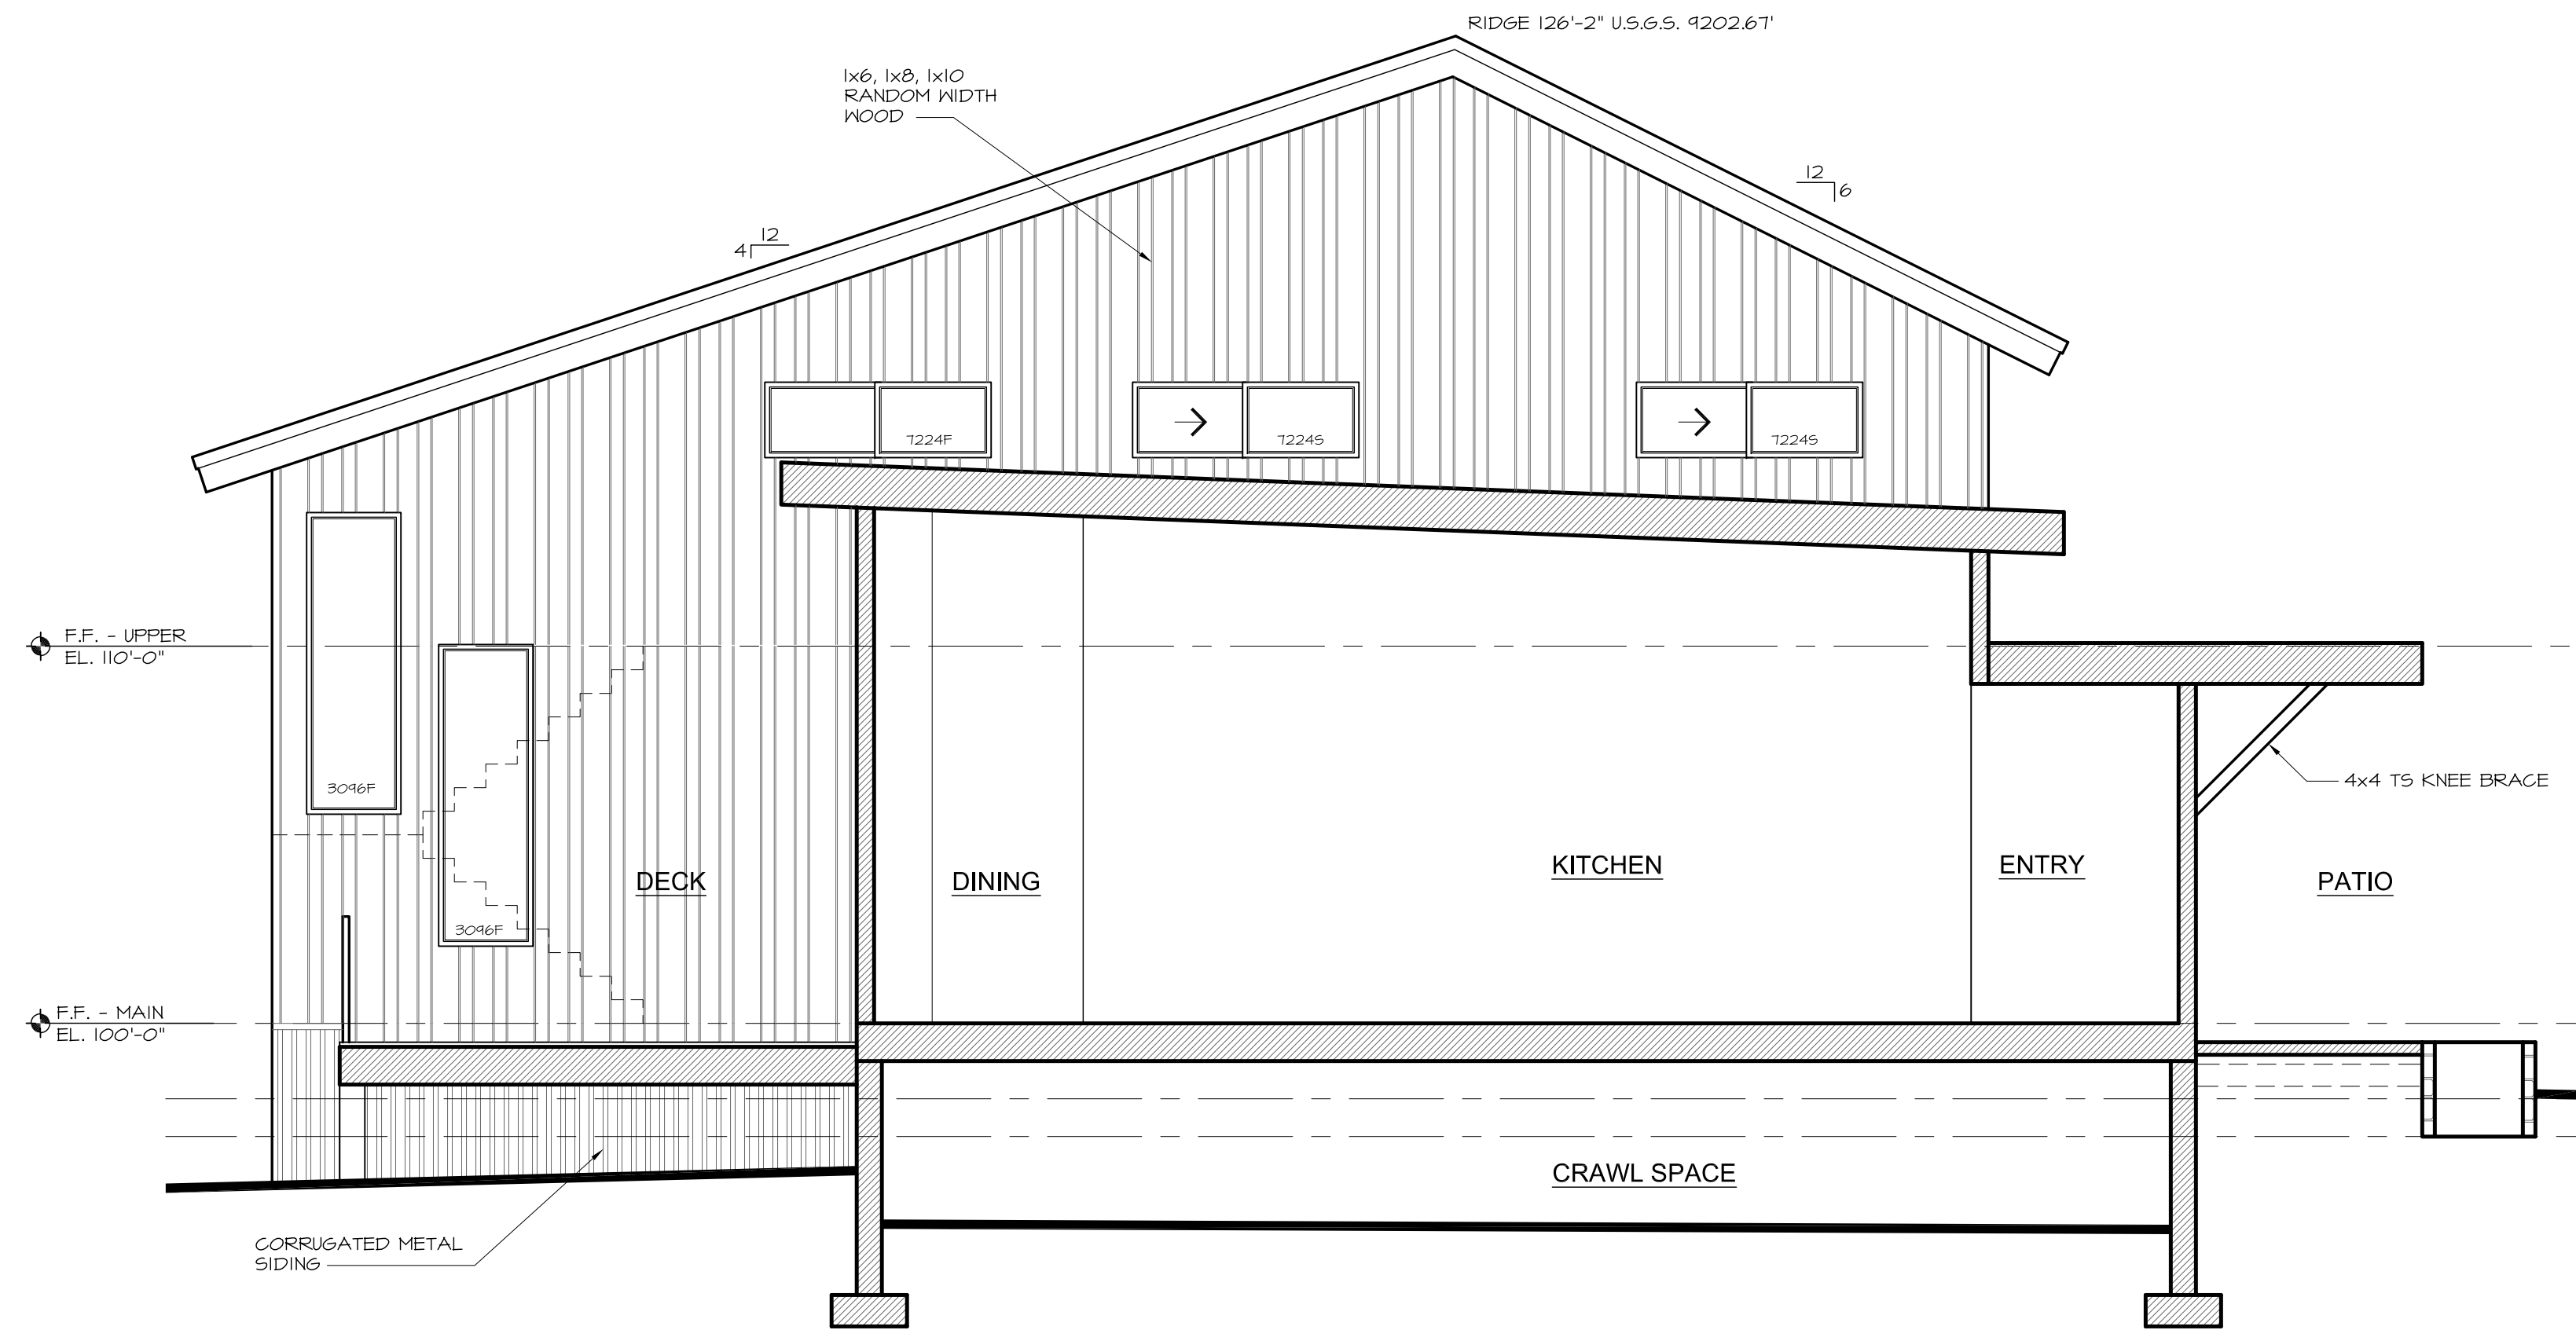 RIDGE 126'-2" U.S.G.S. 9202.67'
1x6, 1x8, 1x10
RANDOM WIDTH
WOOD
12
6
12
4
7224F
7224S
7224S
F.F. - UPPER
EL. 110'-0"
3096F
4x4 TS KNEE BRACE
DECK
DINING
KITCHEN
ENTRY
PATIO
3096F
F.F. - MAIN
EL. 100'-0"
CRAWL SPACE
CORRUGATED METAL
SIDING